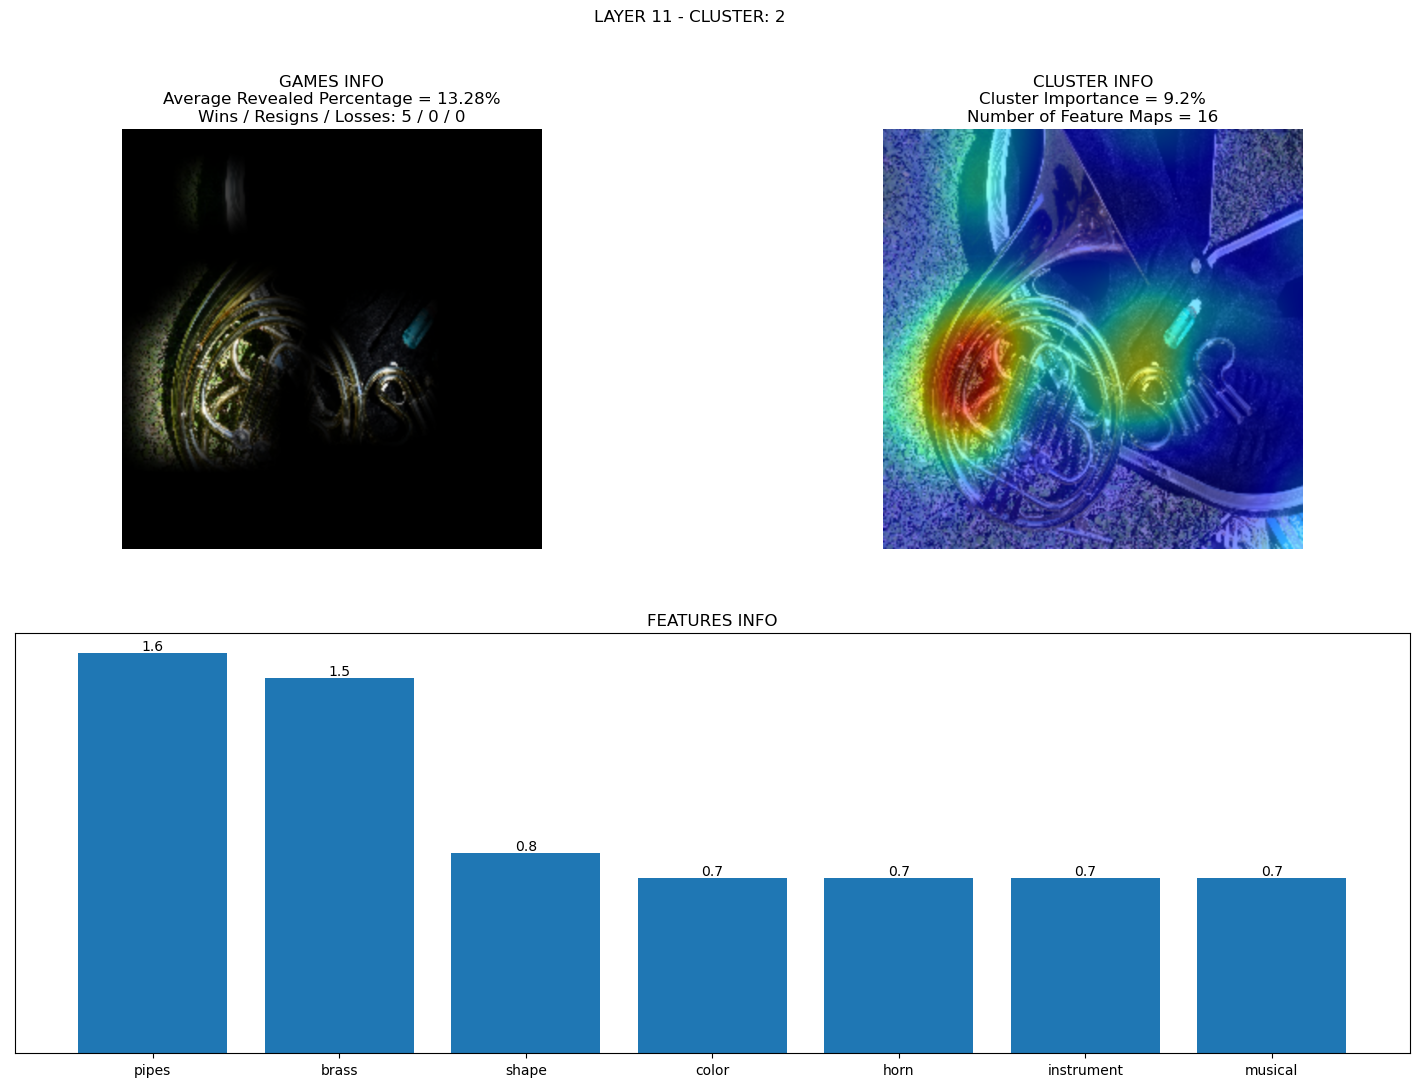 LAYER 11 - CLUSTER: 2
GAMES INFO
Average Revealed Percentage = 13.28%
Wins / Resigns / Losses: 5 / 0 / 0
CLUSTER INFO
Cluster Importance = 9.2%
Number of Feature Maps = 16
FEATURES INFO
1.6
1.5
0.8
0.7
0.7
0.7
0.7
pipes
brass
shape
color
horn
instrument
musical